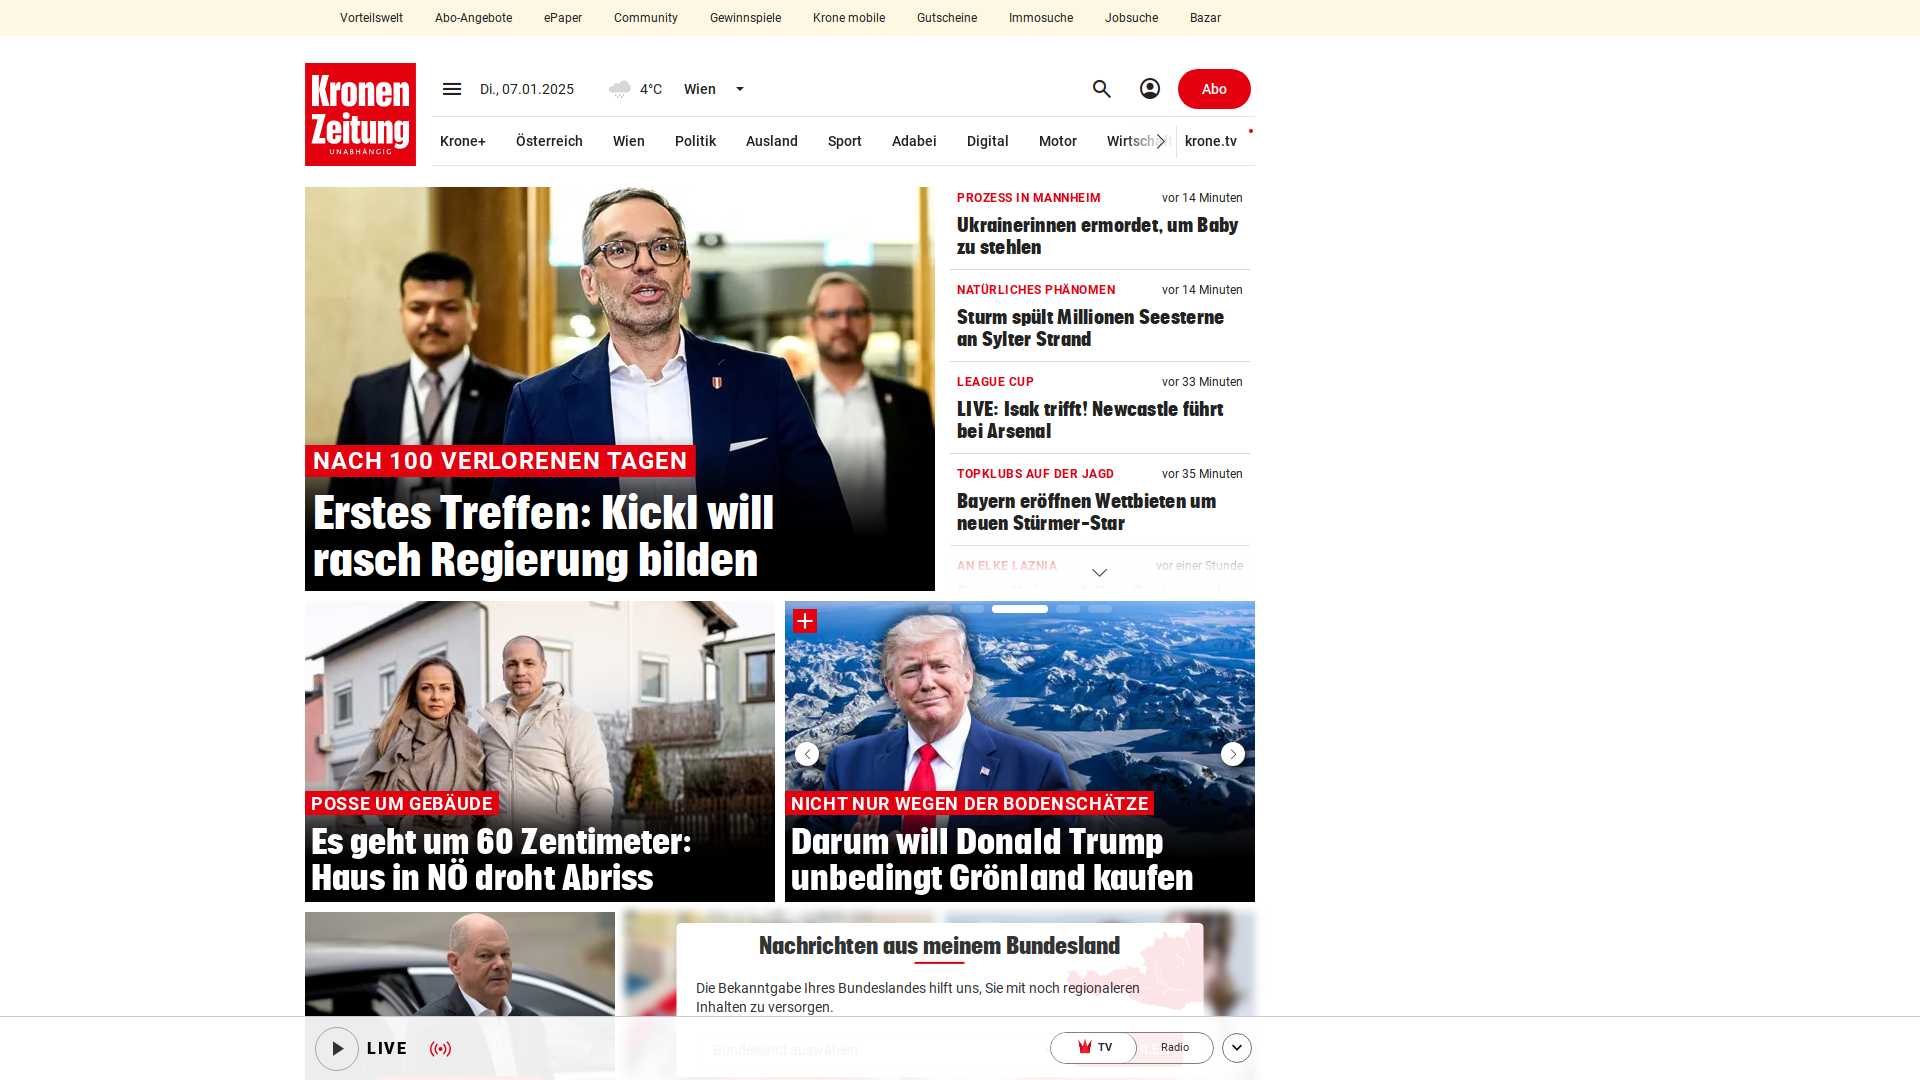 Vorteilswelt Abo-Angebote ePaper Community Gewinnspiele Krone mobile Gutscheine Immosuche Jobsuche Bazar
Kronen
Zeitung
UNABHÄNGIG
Di., 07.01.2025 4°C Wien Abo
Krone+ Österreich Wien Politik Ausland Sport Adabei Digital Motor Wirtschaft krone.tv
NACH 100 VERLORENEN TAGEN
Erstes Treffen: Kickl will
rasch Regierung bilden
PROZESS IN MANNHEIM vor 14 Minuten
Ukrainerinnen ermordet, um Baby
zu stehlen
NATÜRLICHES PHÄNOMEN vor 14 Minuten
Sturm spült Millionen Seesterne
an Sylter Strand
LEAGUE CUP vor 33 Minuten
LIVE: Isak trifft! Newcastle führt
bei Arsenal
TOPKLUBS AUF DER JAGD vor 35 Minuten
Bayern eröffnen Wettbieten um
neuen Stürmer-Star
AN ELKE LAZNIA vor einer Stunde
POSSE UM GEBÄUDE
Es geht um 60 Zentimeter:
Haus in NÖ droht Abriss
NICHT NUR WEGEN DER BODENSCHÄTZE
Darum will Donald Trump
unbedingt Grönland kaufen
Nachrichten aus meinem Bundesland
Die Bekanntgabe Ihres Bundeslandes hilft uns, Sie mit noch regionaleren
Inhalten zu versorgen.
Bundesland auswählen
LIVE TV Radio